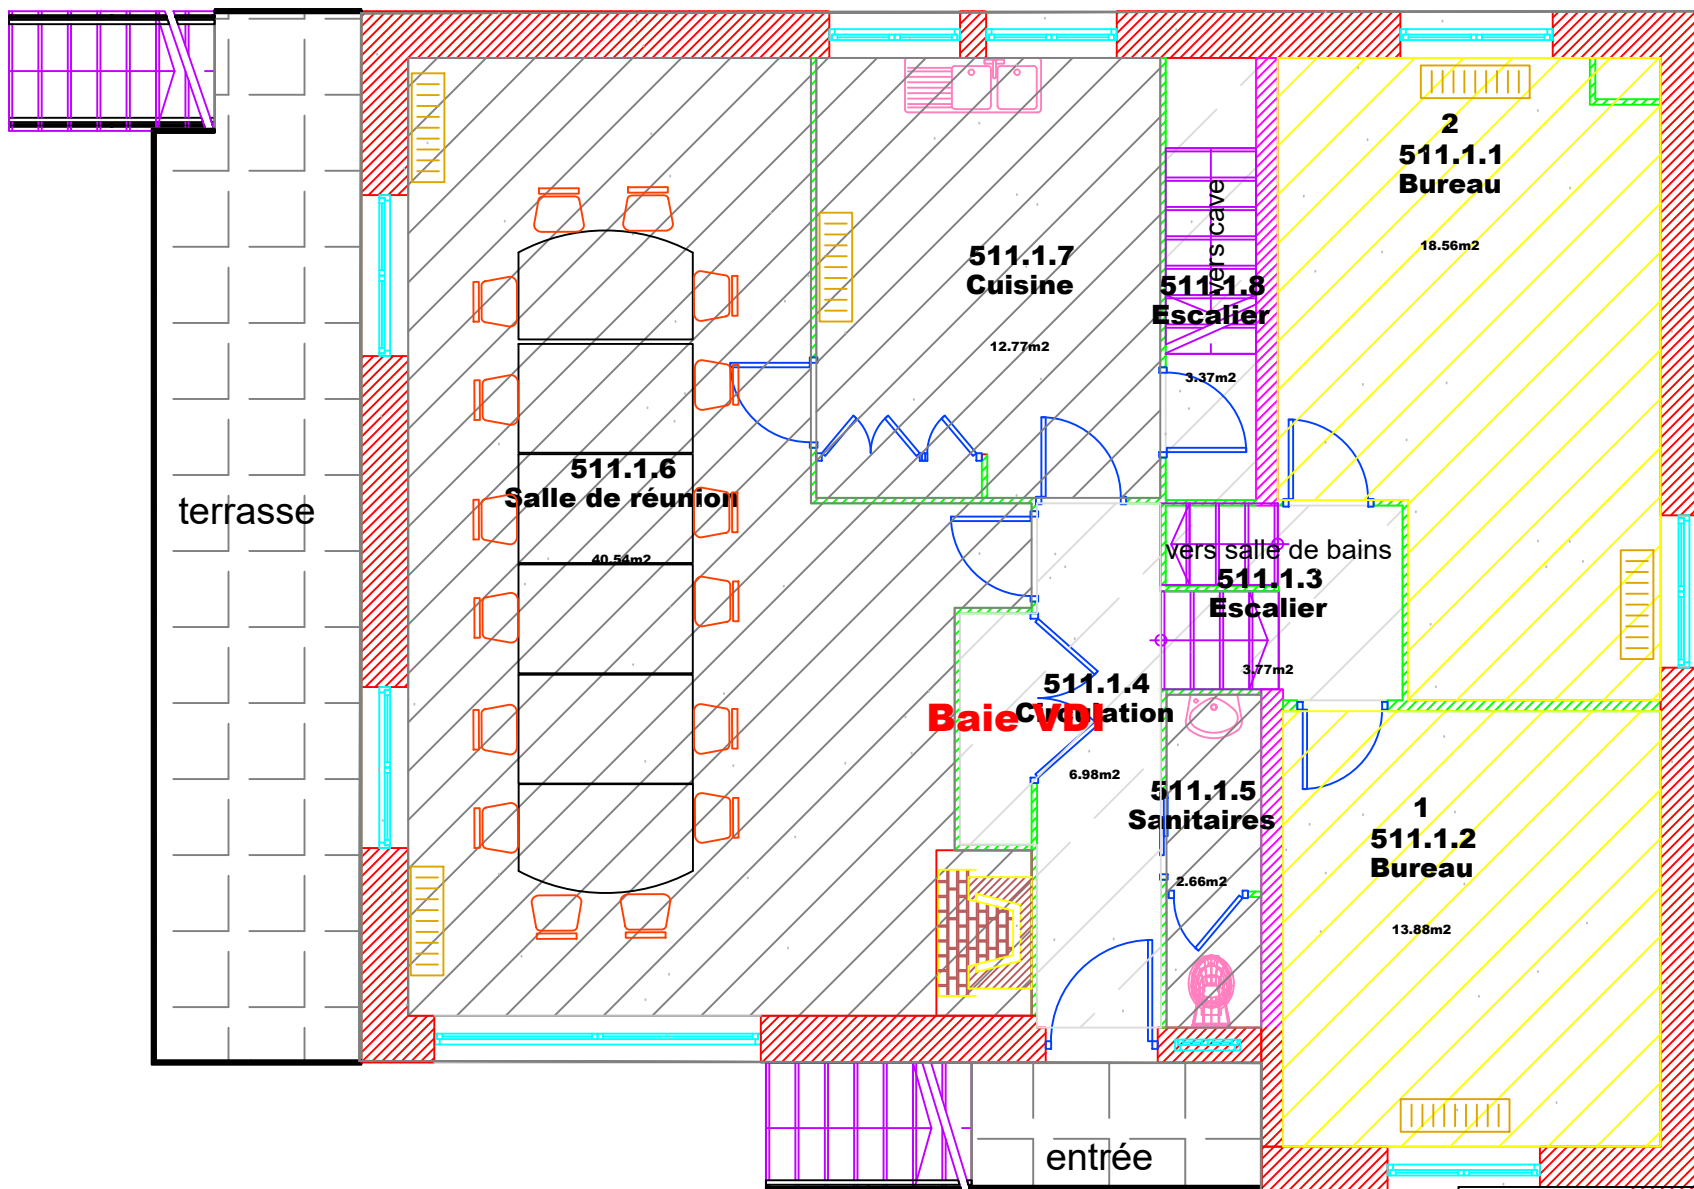 2
511.1.1
Bureau
18.56m2
511.1.7
Cuisine
12.77m2
vers cave
511.1.8
Escalier
3.37m2
511.1.6
Salle de réunion
40.54m2
terrasse
vers salle de bains
511.1.3
Escalier
3.77m2
511.1.4
Circulation
Baie VDI
6.98m2
511.1.5
Sanitaires
2.66m2
1
511.1.2
Bureau
13.88m2
entrée